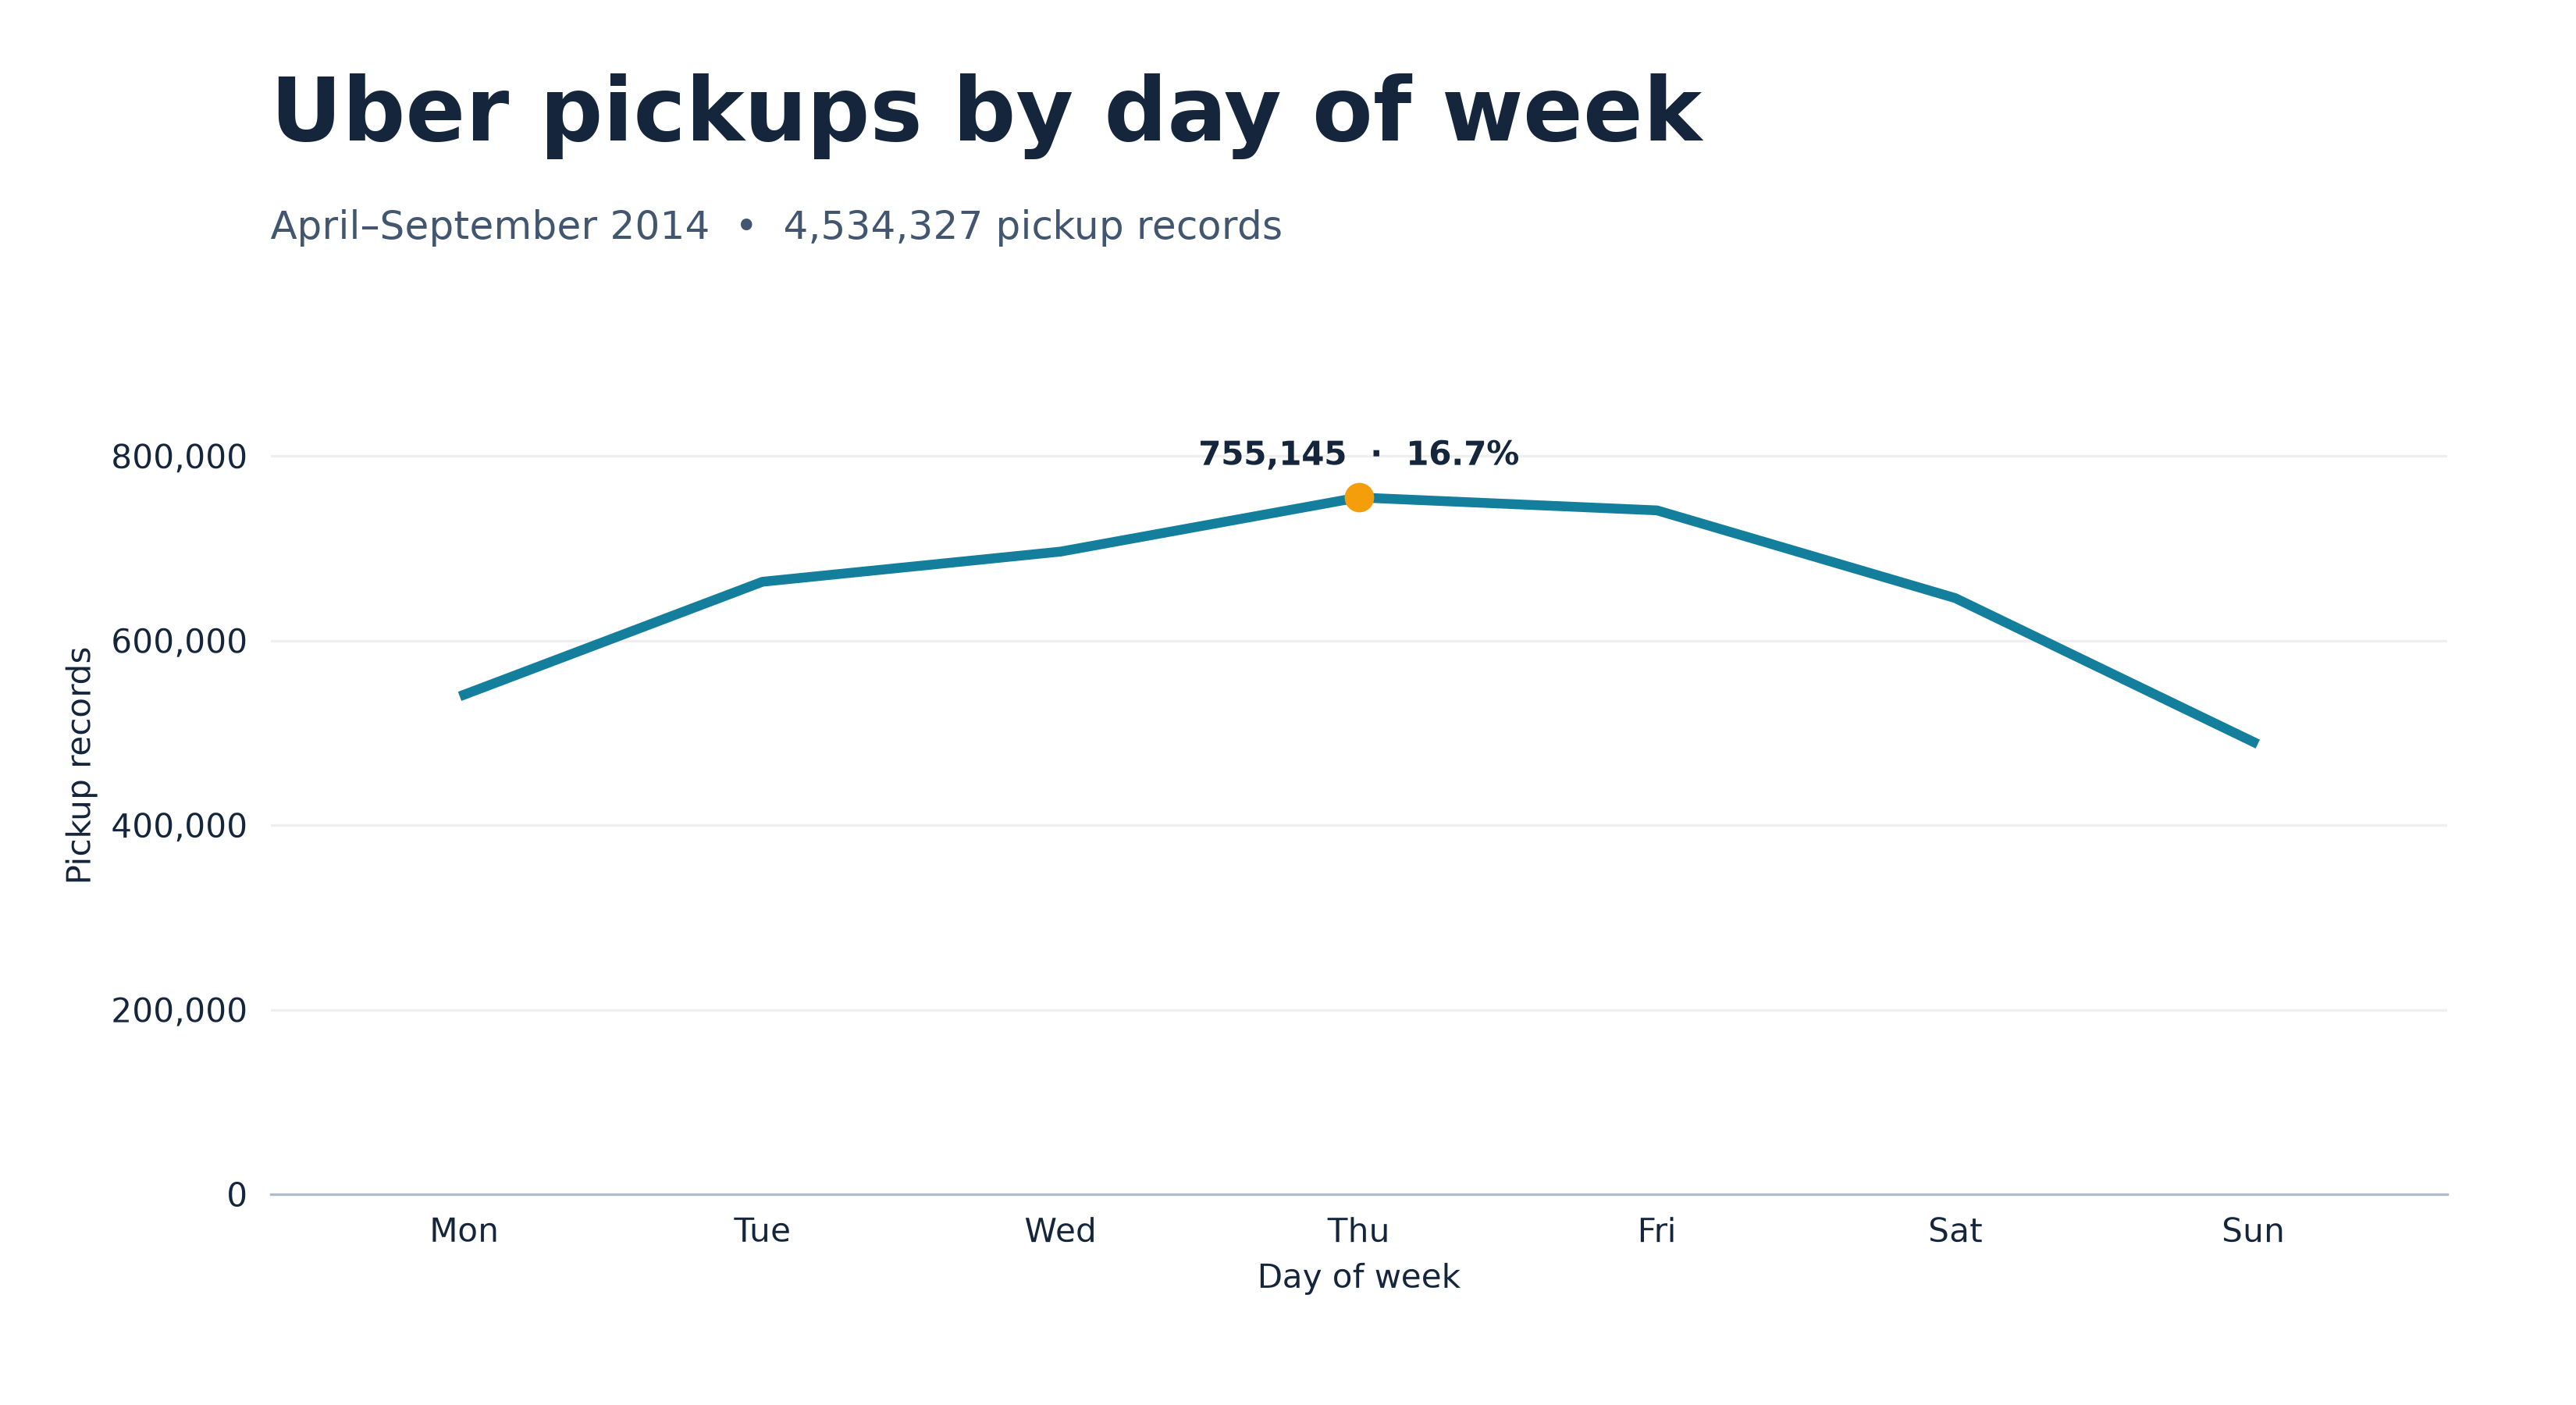 Uber pickups by day of week
April–September 2014 • 4,534,327 pickup records
755,145 · 16.7%
800,000
600,000
400,000
200,000
0
Pickup records
Mon Tue Wed Thu Fri Sat Sun
Day of week